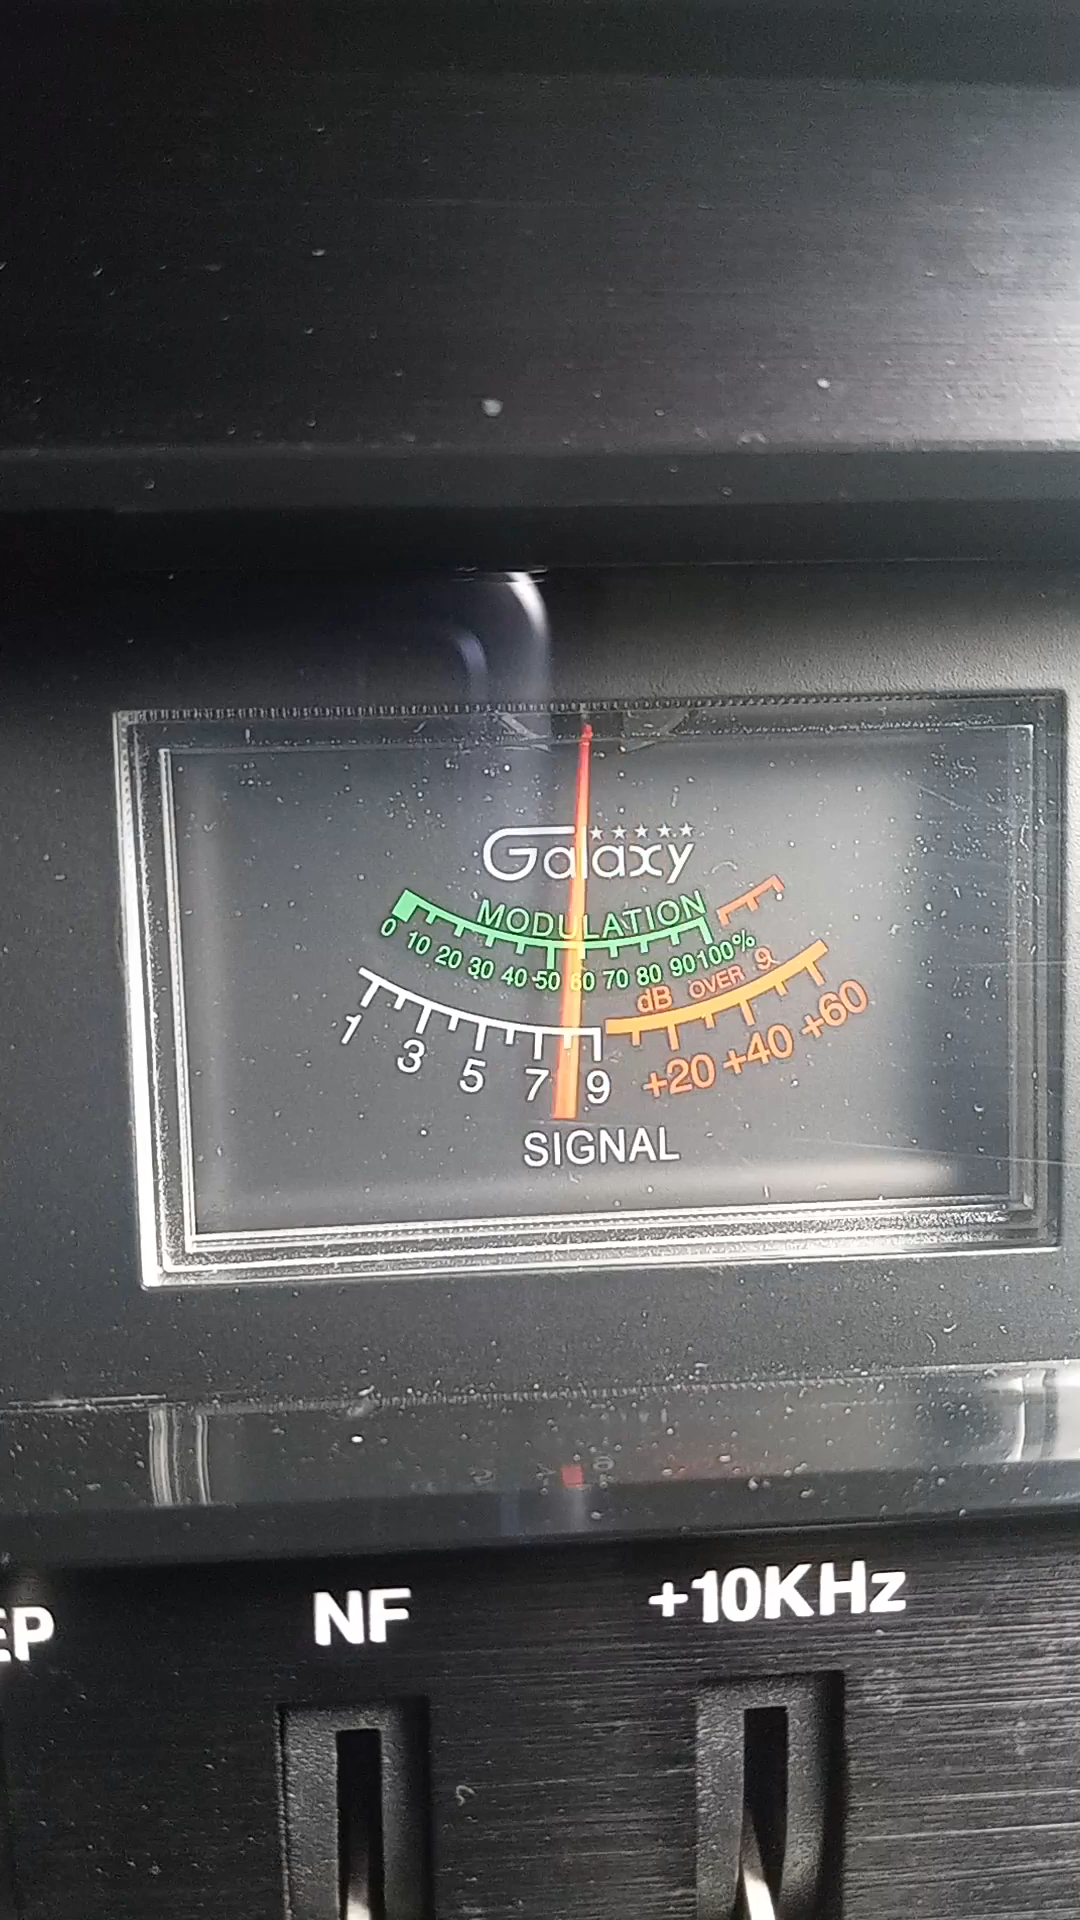 Galaxy
MODULATION
0 10 20 30 40 50 60 70 80 90 100%
dB OVER 9
1 3 5 7 9 +20 +40 +60
SIGNAL
EP NF +10KHz